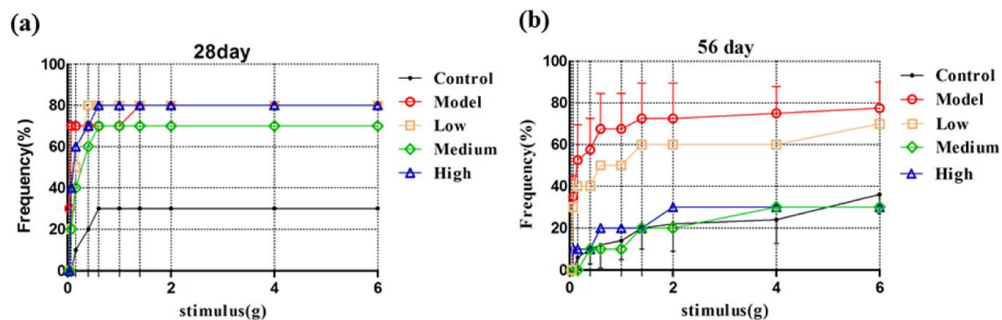 (a)
28day
Frequency(%)
100
80
60
40
20
0
0
2
4
6
stimulus(g)
Control
Model
Low
Medium
High
(b)
56 day
Frequency(%)
100
80
60
40
20
0
0
2
4
6
stimulus(g)
Control
Model
Low
Medium
High